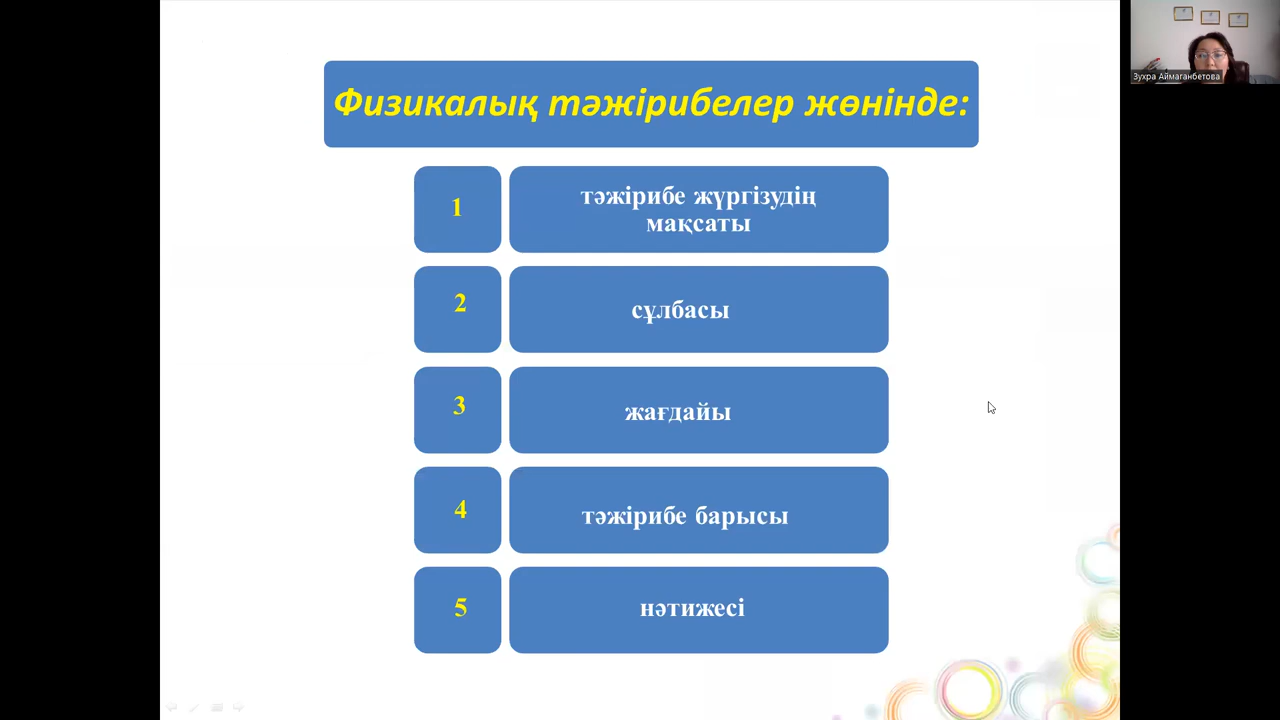 Физикалық тәжірибелер жөнінде:
1
тәжірибе жүргізудің
мақсаты
2
сұлбасы
3
жағдайы
4
тәжірибе барысы
5
нәтижесі
Зухра Аймаганбетова